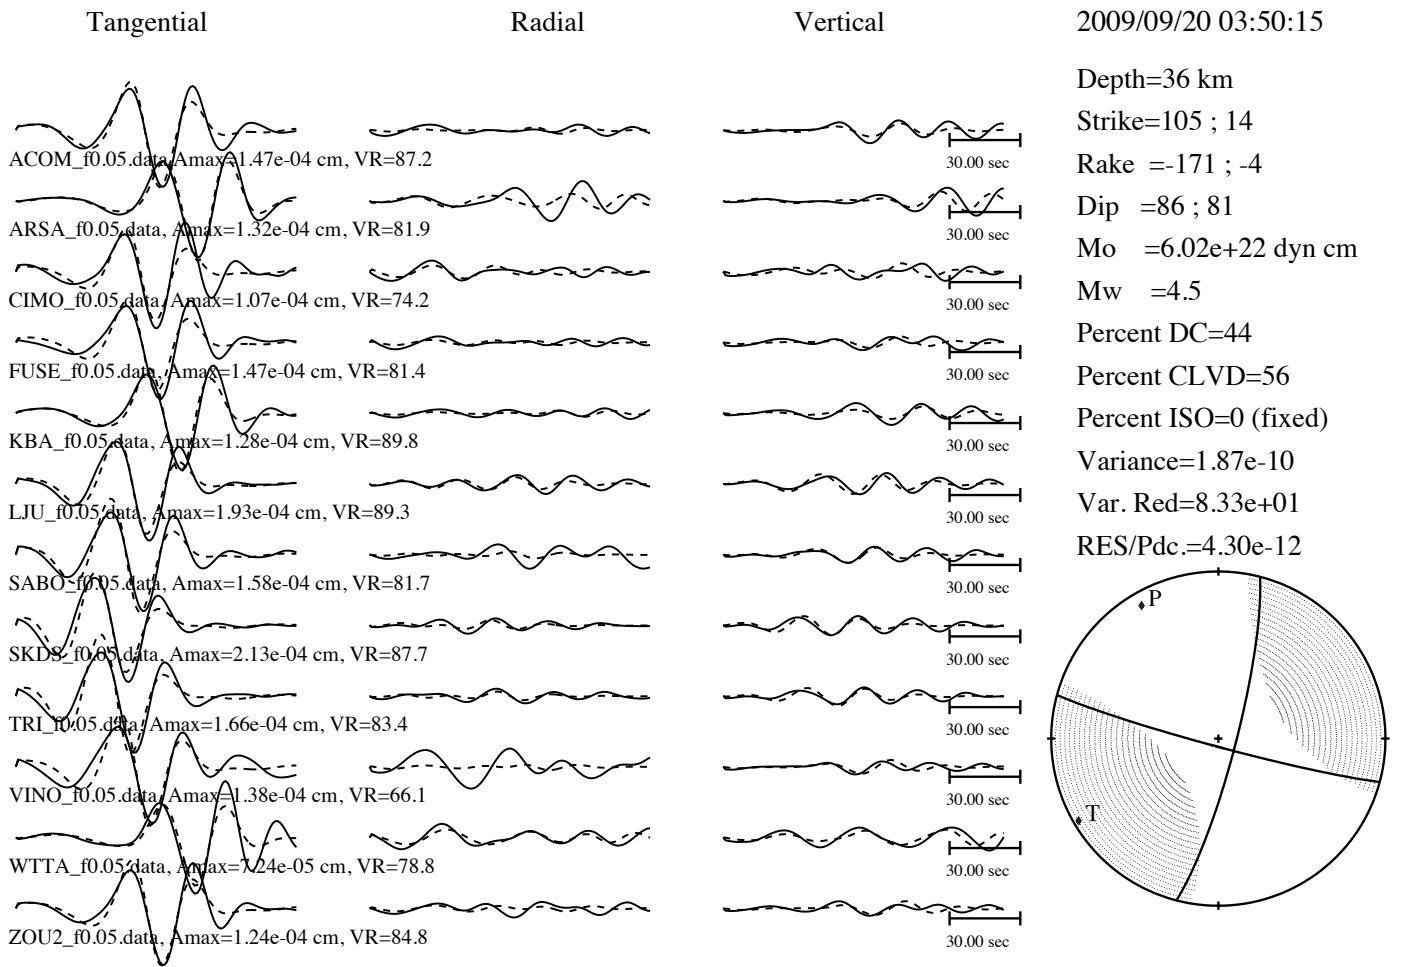 Tangential Radial Vertical 2009/09/20 03:50:15
Depth=36 km
Strike=105 ; 14
Rake =-171 ; -4
Dip =86 ; 81
Mo =6.02e+22 dyn cm
Mw =4.5
Percent DC=44
Percent CLVD=56
Percent ISO=0 (fixed)
Variance=1.87e-10
Var. Red=8.33e+01
RES/Pdc.=4.30e-12
ACOM_f0.05.data, Amax=1.47e-04 cm, VR=87.2 30.00 sec
ARSA_f0.05.data, Amax=1.32e-04 cm, VR=81.9 30.00 sec
CIMO_f0.05.data, Amax=1.07e-04 cm, VR=74.2 30.00 sec
FUSE_f0.05.data, Amax=1.47e-04 cm, VR=81.4 30.00 sec
KBA_f0.05.data, Amax=1.28e-04 cm, VR=89.8 30.00 sec
LJU_f0.05.data, Amax=1.93e-04 cm, VR=89.3 30.00 sec
SABO_f0.05.data, Amax=1.58e-04 cm, VR=81.7 30.00 sec
SKDS_f0.05.data, Amax=2.13e-04 cm, VR=87.7 30.00 sec
TRI_f0.05.data, Amax=1.66e-04 cm, VR=83.4 30.00 sec
VINO_f0.05.data, Amax=1.38e-04 cm, VR=66.1 30.00 sec
WTTA_f0.05.data, Amax=7.24e-05 cm, VR=78.8 30.00 sec
ZOU2_f0.05.data, Amax=1.24e-04 cm, VR=84.8 30.00 sec
P
T